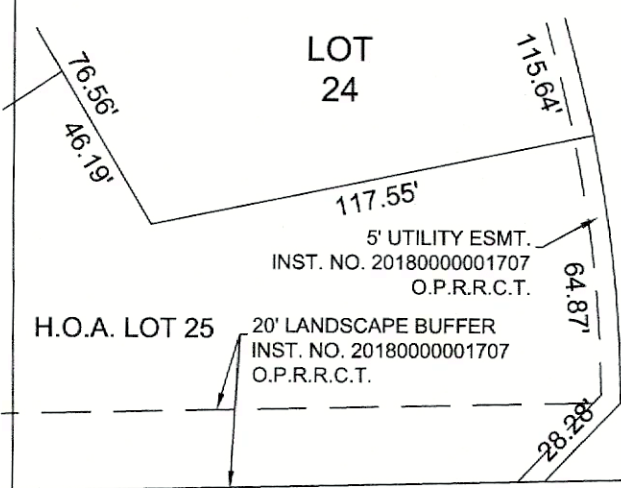 LOT
24
76.56'
115.64'
46.19'
117.55'
5' UTILITY ESMT.
INST. NO. 20180000001707
O.P.R.R.C.T.
64.87'
H.O.A. LOT 25
20' LANDSCAPE BUFFER
INST. NO. 20180000001707
O.P.R.R.C.T.
28.28'